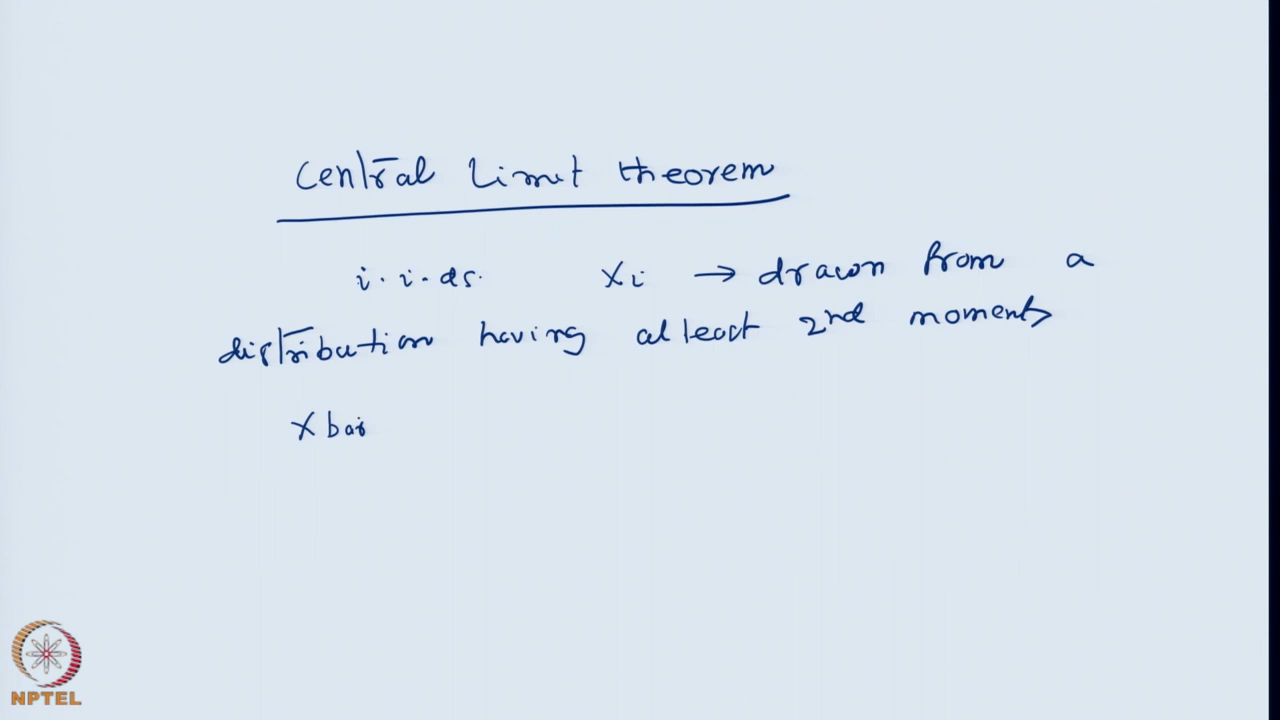 Central Limit theorem
i.i.ds. Xi → drawn from a
distribution having atleast 2nd moments
X bar
NPTEL